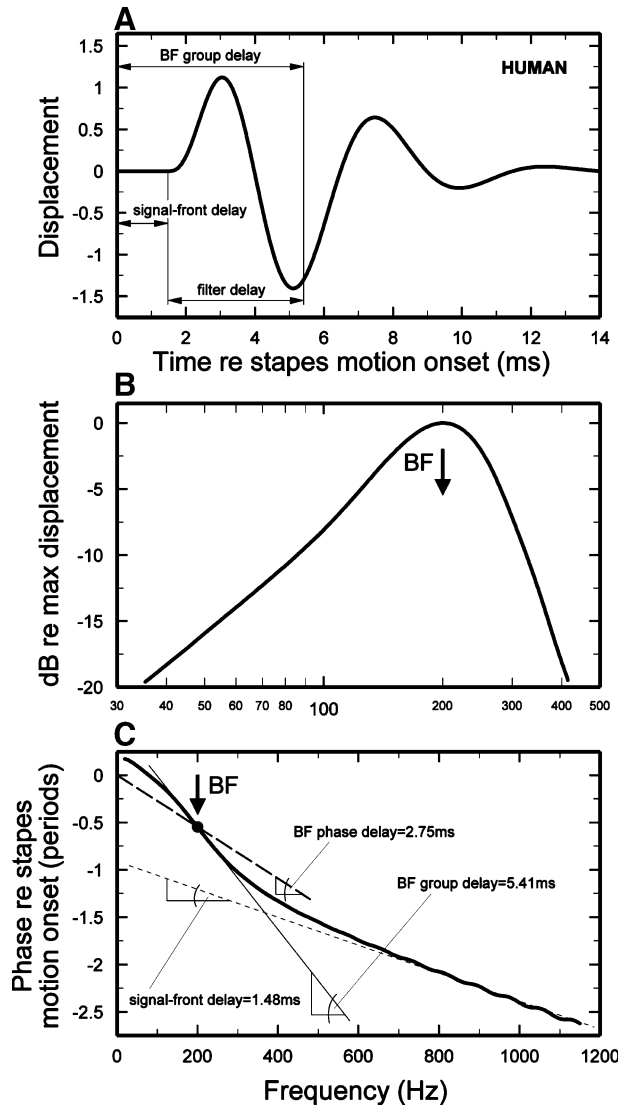 A
BF group delay
HUMAN
signal-front delay
filter delay
Displacement
1.5
1
0.5
0
-0.5
-1
-1.5
0 2 4 6 8 10 12 14
Time re stapes motion onset (ms)
B
BF
dB re max displacement
0
-5
-10
-15
-20
30 40 50 60 70 80 100 200 300 400 500
C
BF
BF phase delay=2.75ms
BF group delay=5.41ms
signal-front delay=1.48ms
Phase re stapes
motion onset (periods)
0
-0.5
-1
-1.5
-2
-2.5
0 200 400 600 800 1000 1200
Frequency (Hz)